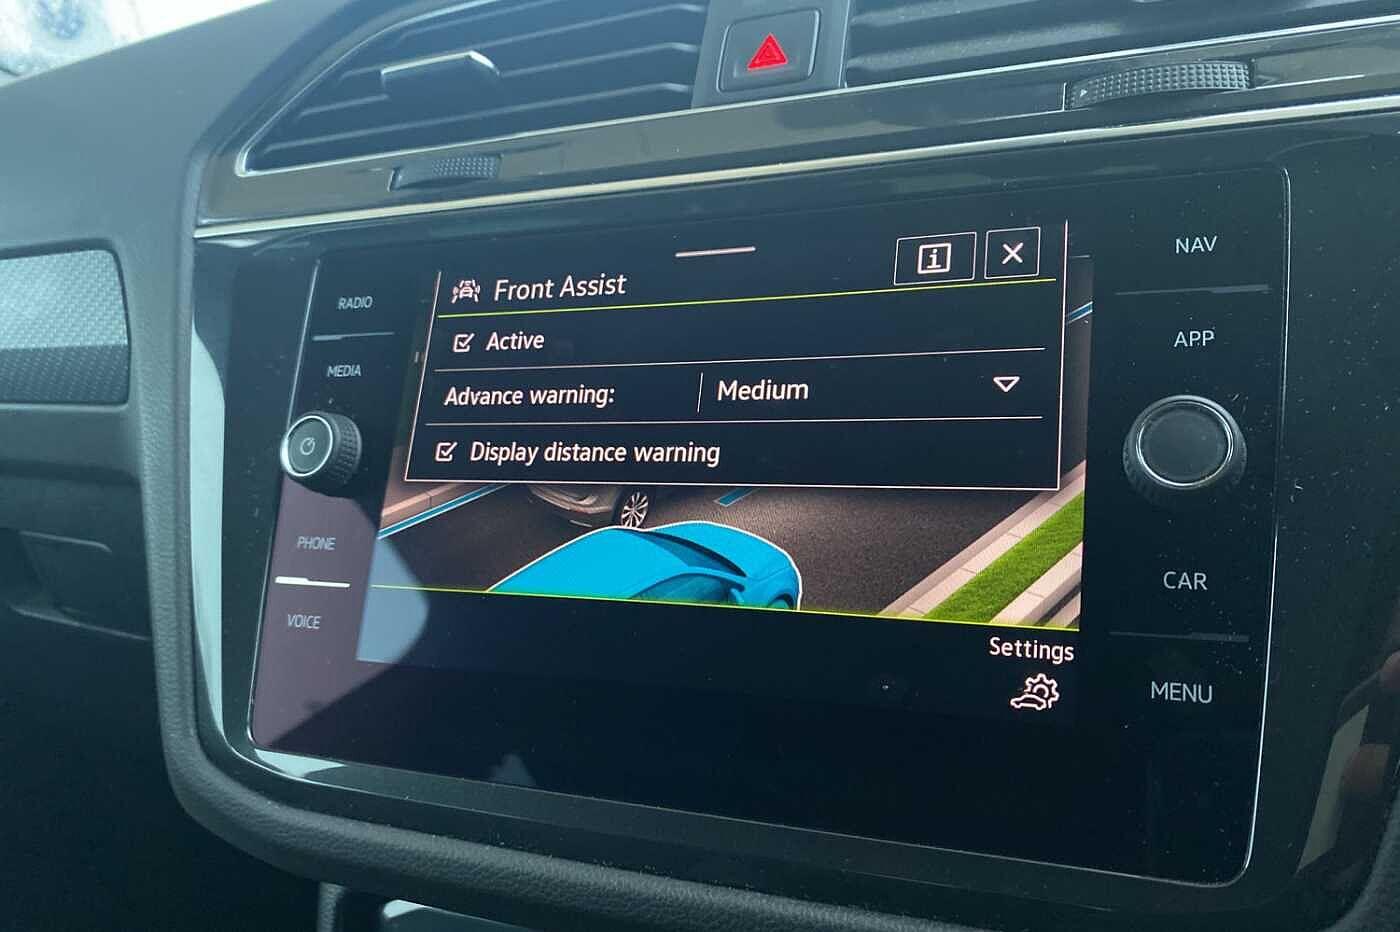 Front Assist
Active
Advance warning: Medium
Display distance warning
Settings
RADIO
MEDIA
PHONE
VOICE
NAV
APP
CAR
MENU